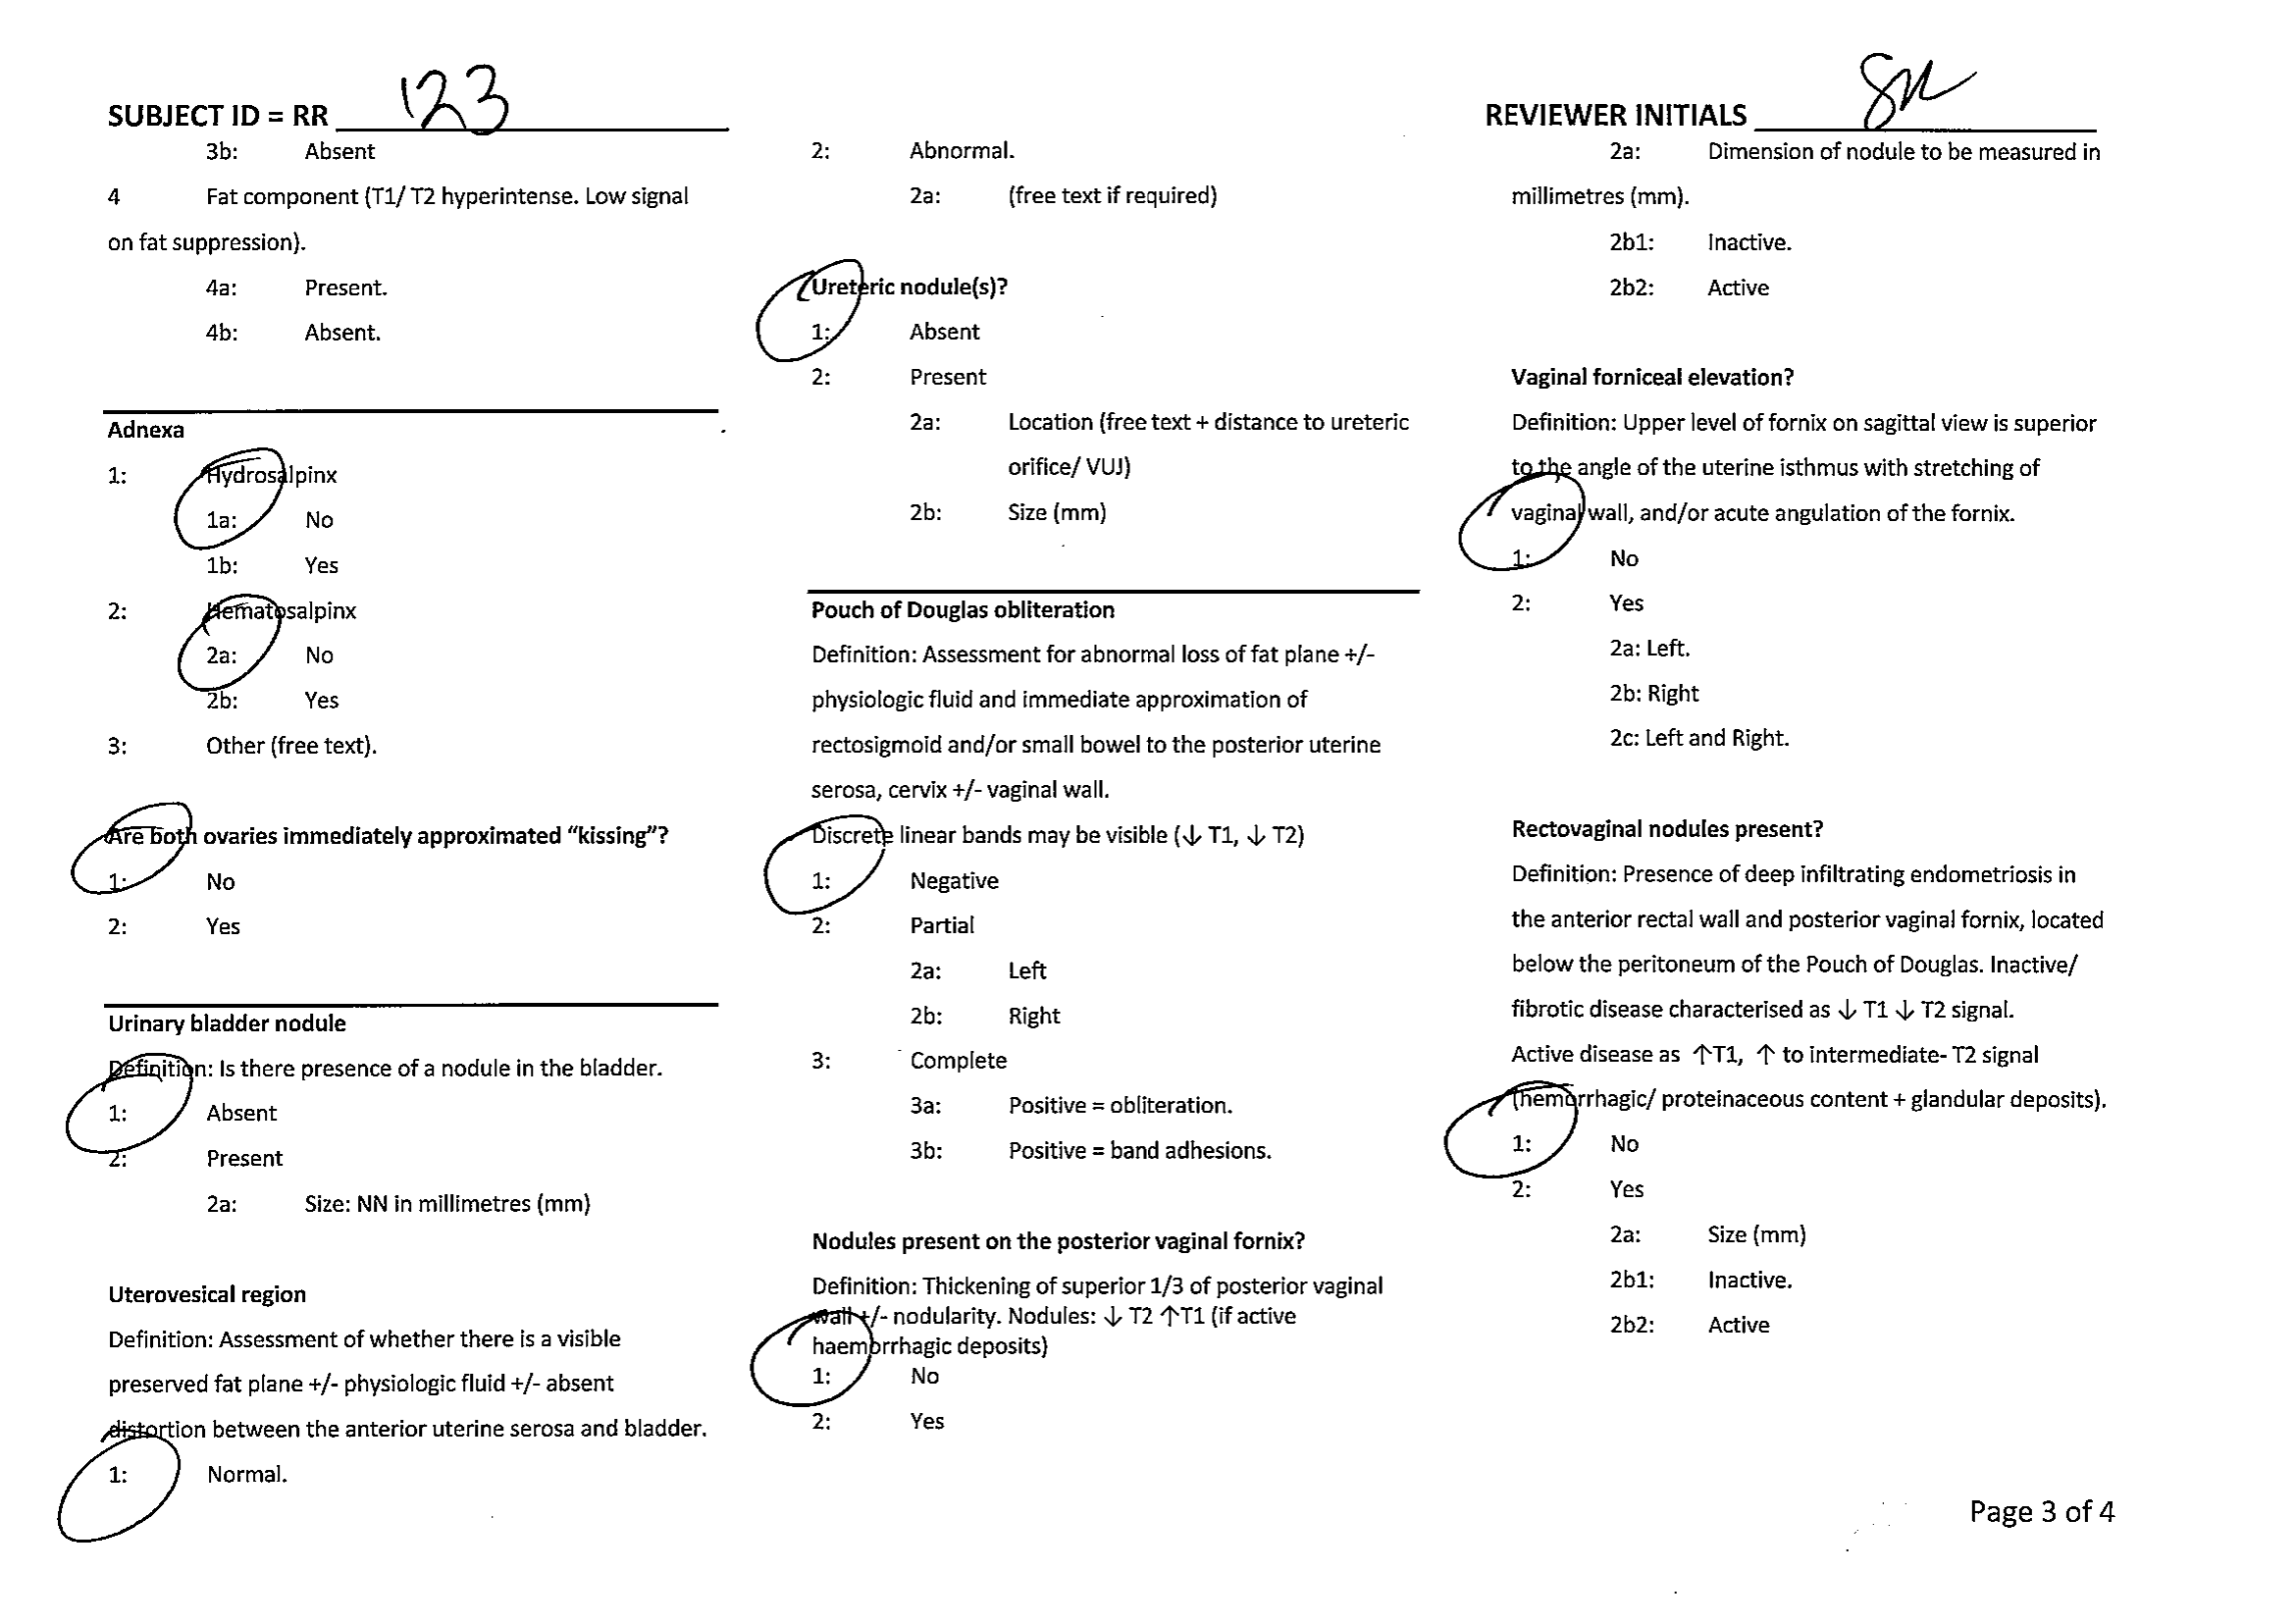 SUBJECT ID = RR 123
3b: Absent
4 Fat component (T1/ T2 hyperintense. Low signal
on fat suppression).
4a: Present.
4b: Absent.
Adnexa
1: Hydrosalpinx
1a: No
1b: Yes
2: Hematosalpinx
2a: No
2b: Yes
3: Other (free text).
Are both ovaries immediately approximated “kissing”?
1: No
2: Yes
Urinary bladder nodule
Definition: Is there presence of a nodule in the bladder.
1: Absent
2: Present
2a: Size: NN in millimetres (mm)
Uterovesical region
Definition: Assessment of whether there is a visible
preserved fat plane +/- physiologic fluid +/- absent
distortion between the anterior uterine serosa and bladder.
1: Normal.
2: Abnormal.
2a: (free text if required)
Ureteric nodule(s)?
1: Absent
2: Present
2a: Location (free text + distance to ureteric
orifice/ VUJ)
2b: Size (mm)
Pouch of Douglas obliteration
Definition: Assessment for abnormal loss of fat plane +/-
physiologic fluid and immediate approximation of
rectosigmoid and/or small bowel to the posterior uterine
serosa, cervix +/- vaginal wall.
Discrete linear bands may be visible (↓ T1, ↓ T2)
1: Negative
2: Partial
2a: Left
2b: Right
3: Complete
3a: Positive = obliteration.
3b: Positive = band adhesions.
Nodules present on the posterior vaginal fornix?
Definition: Thickening of superior 1/3 of posterior vaginal
wall +/- nodularity. Nodules: ↓ T2 ↑T1 (if active
haemorrhagic deposits)
1: No
2: Yes
REVIEWER INITIALS
2a: Dimension of nodule to be measured in
millimetres (mm).
2b1: Inactive.
2b2: Active
Vaginal forniceal elevation?
Definition: Upper level of fornix on sagittal view is superior
to the angle of the uterine isthmus with stretching of
vaginal wall, and/or acute angulation of the fornix.
1: No
2: Yes
2a: Left.
2b: Right
2c: Left and Right.
Rectovaginal nodules present?
Definition: Presence of deep infiltrating endometriosis in
the anterior rectal wall and posterior vaginal fornix, located
below the peritoneum of the Pouch of Douglas. Inactive/
fibrotic disease characterised as ↓ T1 ↓ T2 signal.
Active disease as ↑T1, ↑ to intermediate- T2 signal
(hemorrhagic/ proteinaceous content + glandular deposits).
1: No
2: Yes
2a: Size (mm)
2b1: Inactive.
2b2: Active
Page 3 of 4